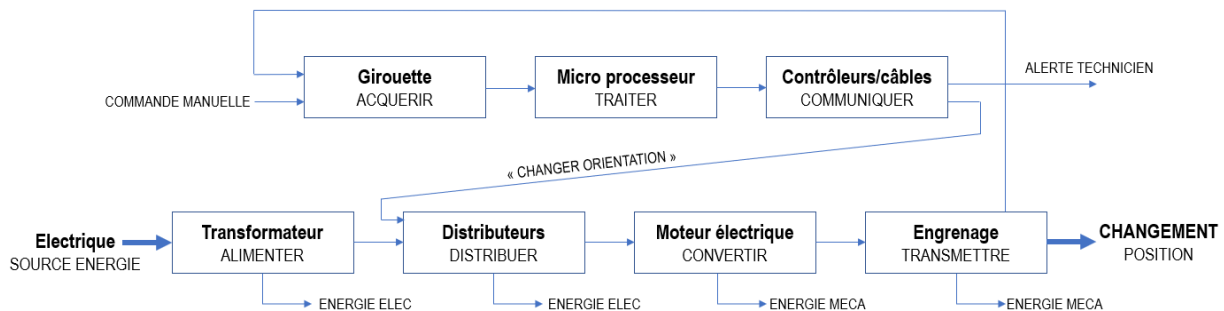 Girouette
ACQUERIR
Micro processeur
TRAITER
Contrôleurs/câbles
COMMUNIQUER
ALERTE TECHNICIEN
COMMANDE MANUELLE
« CHANGER ORIENTATION »
Electrique
SOURCE ENERGIE
Transformateur
ALIMENTER
Distributeurs
DISTRIBUER
Moteur électrique
CONVERTIR
Engrenage
TRANSMETTRE
CHANGEMENT
POSITION
ENERGIE ELEC
ENERGIE ELEC
ENERGIE MECA
ENERGIE MECA